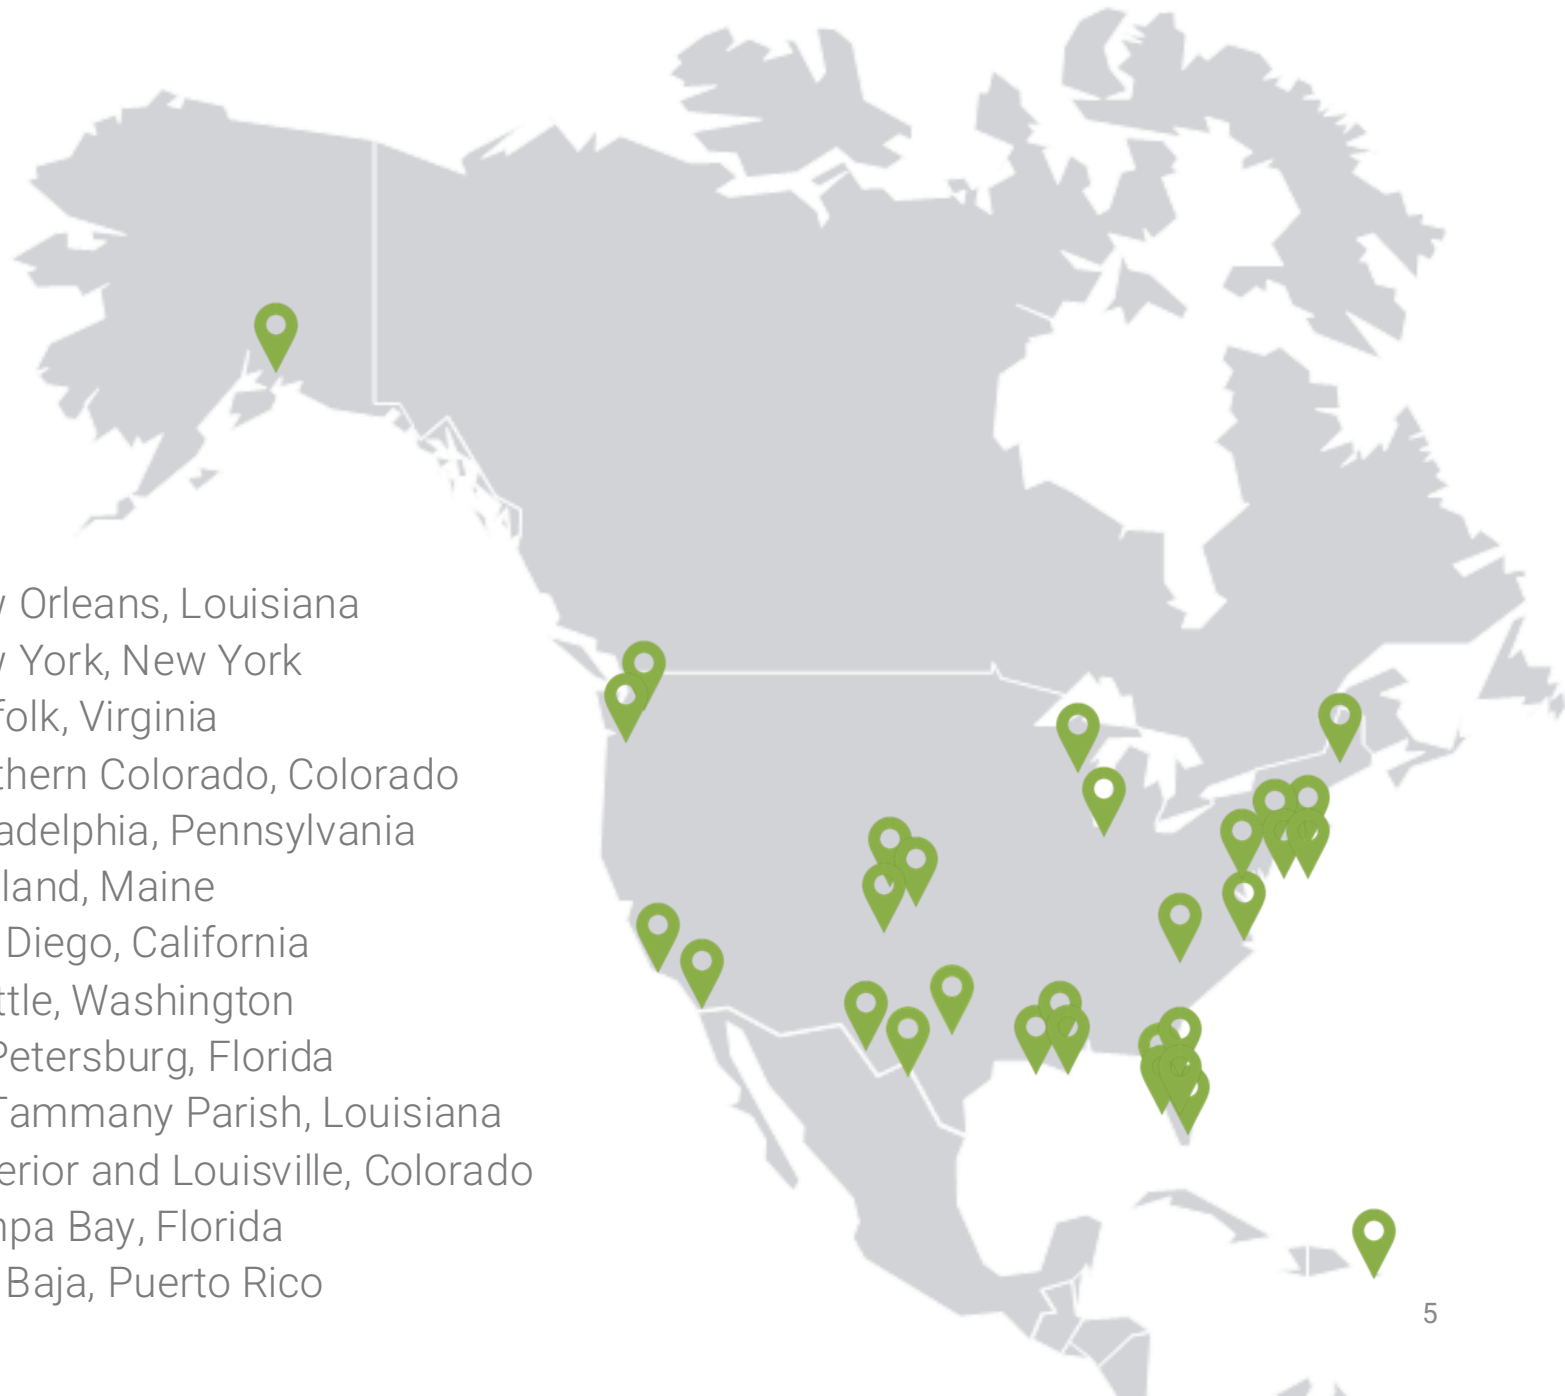 Orleans, Louisiana
York, New York
folk, Virginia
thern Colorado, Colorado
adelphia, Pennsylvania
land, Maine
Diego, California
ttle, Washington
Petersburg, Florida
Tammany Parish, Louisiana
erior and Louisville, Colorado
npa Bay, Florida
Baja, Puerto Rico
5